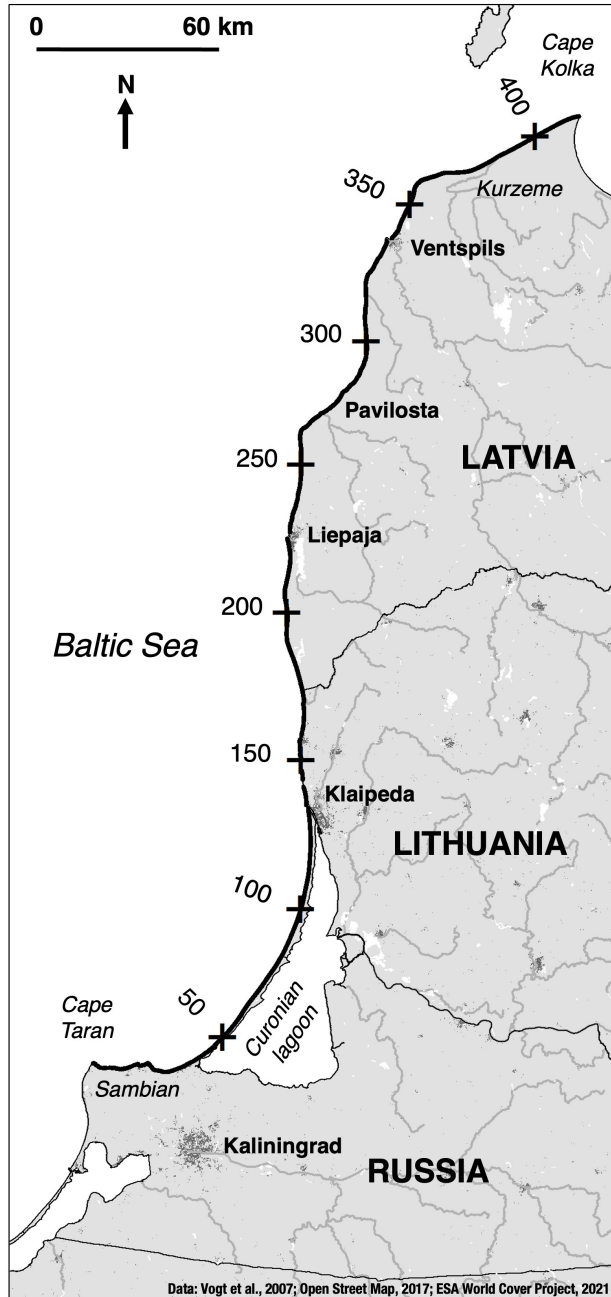 0 60 km
N
Cape
Kolka
400
350
Kurzeme
Ventspils
300
Pavilosta
250
LATVIA
Liepaja
200
Baltic Sea
150
Klaipeda
LITHUANIA
100
50
Curonian
lagoon
Cape
Taran
Sambian
Kaliningrad
RUSSIA
Data: Vogt et al., 2007; Open Street Map, 2017; ESA World Cover Project, 2021